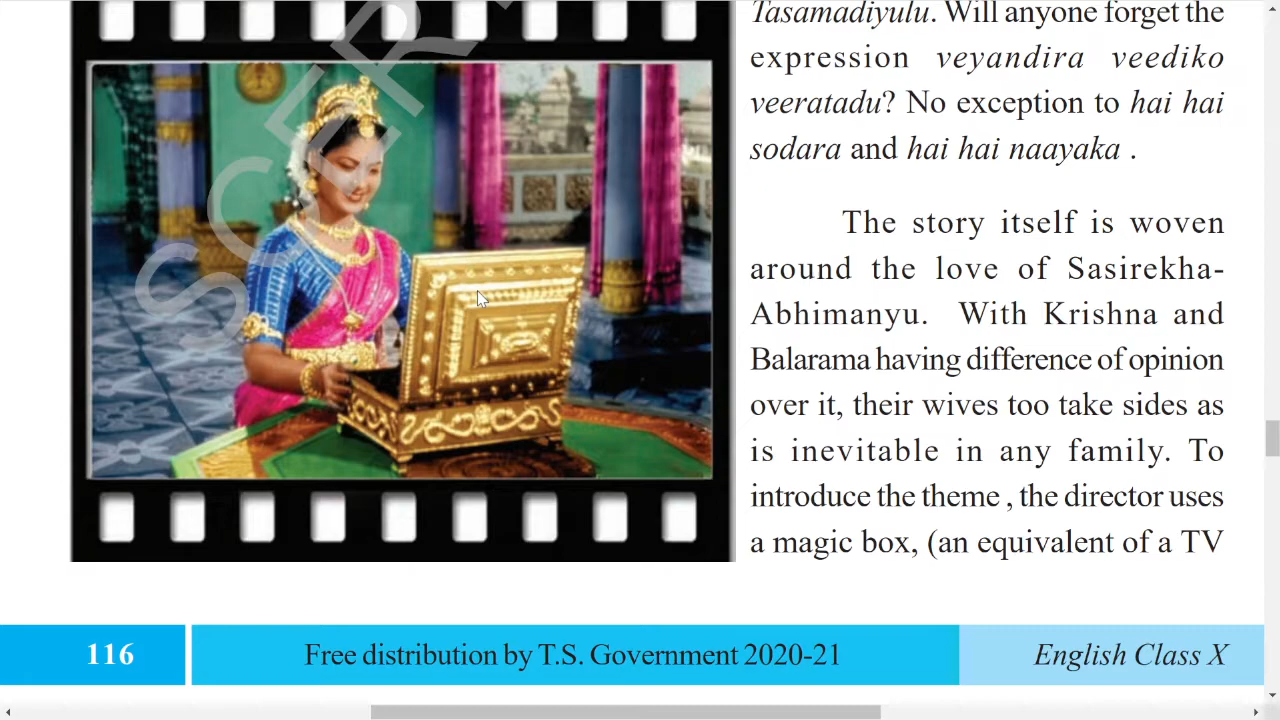 Tasamadiyulu. Will anyone forget the
expression veyandira veediko
veeratadu? No exception to hai hai
sodara and hai hai naayaka .
The story itself is woven
around the love of Sasirekha-
Abhimanyu. With Krishna and
Balarama having difference of opinion
over it, their wives too take sides as
is inevitable in any family. To
introduce the theme , the director uses
a magic box, (an equivalent of a TV
SCERT
116
Free distribution by T.S. Government 2020-21
English Class X